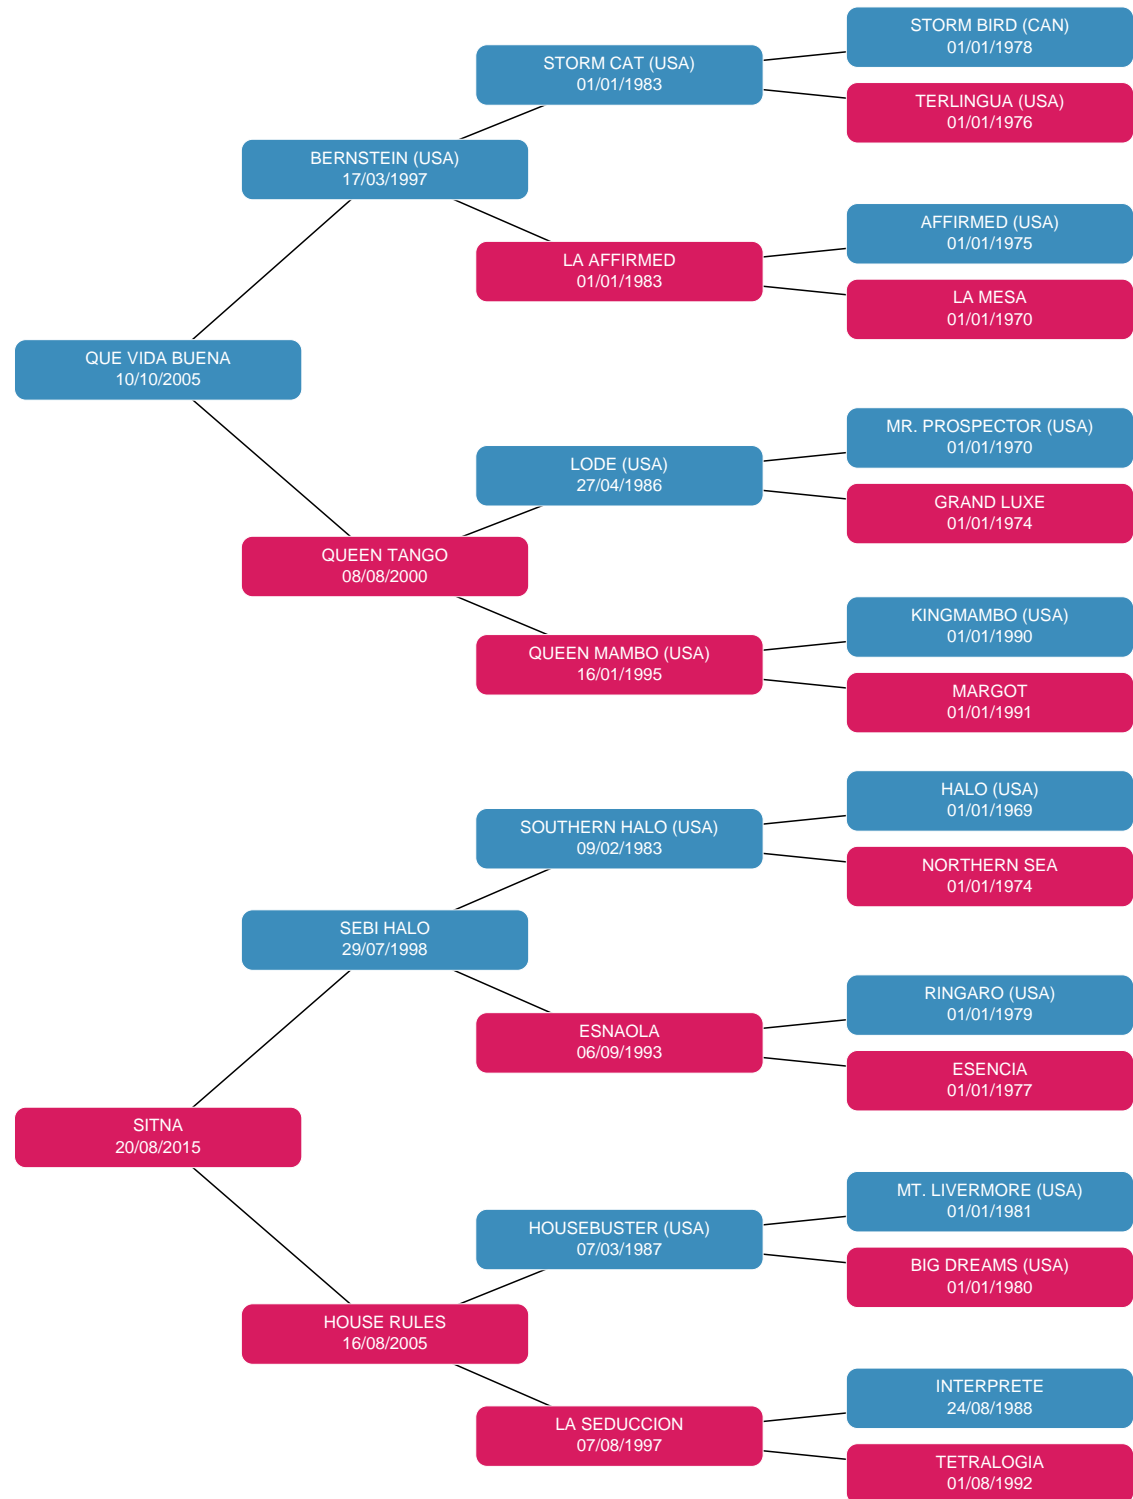 STORM BIRD (CAN)
01/01/1978
STORM CAT (USA)
01/01/1983
TERLINGUA (USA)
01/01/1976
BERNSTEIN (USA)
17/03/1997
AFFIRMED (USA)
01/01/1975
LA AFFIRMED
01/01/1983
LA MESA
01/01/1970
QUE VIDA BUENA
10/10/2005
MR. PROSPECTOR (USA)
01/01/1970
LODE (USA)
27/04/1986
GRAND LUXE
01/01/1974
QUEEN TANGO
08/08/2000
KINGMAMBO (USA)
01/01/1990
QUEEN MAMBO (USA)
16/01/1995
MARGOT
01/01/1991
HALO (USA)
01/01/1969
SOUTHERN HALO (USA)
09/02/1983
NORTHERN SEA
01/01/1974
SEBI HALO
29/07/1998
RINGARO (USA)
01/01/1979
ESNAOLA
06/09/1993
ESENCIA
01/01/1977
SITNA
20/08/2015
MT. LIVERMORE (USA)
01/01/1981
HOUSEBUSTER (USA)
07/03/1987
BIG DREAMS (USA)
01/01/1980
HOUSE RULES
16/08/2005
INTERPRETE
24/08/1988
LA SEDUCCION
07/08/1997
TETRALOGIA
01/08/1992